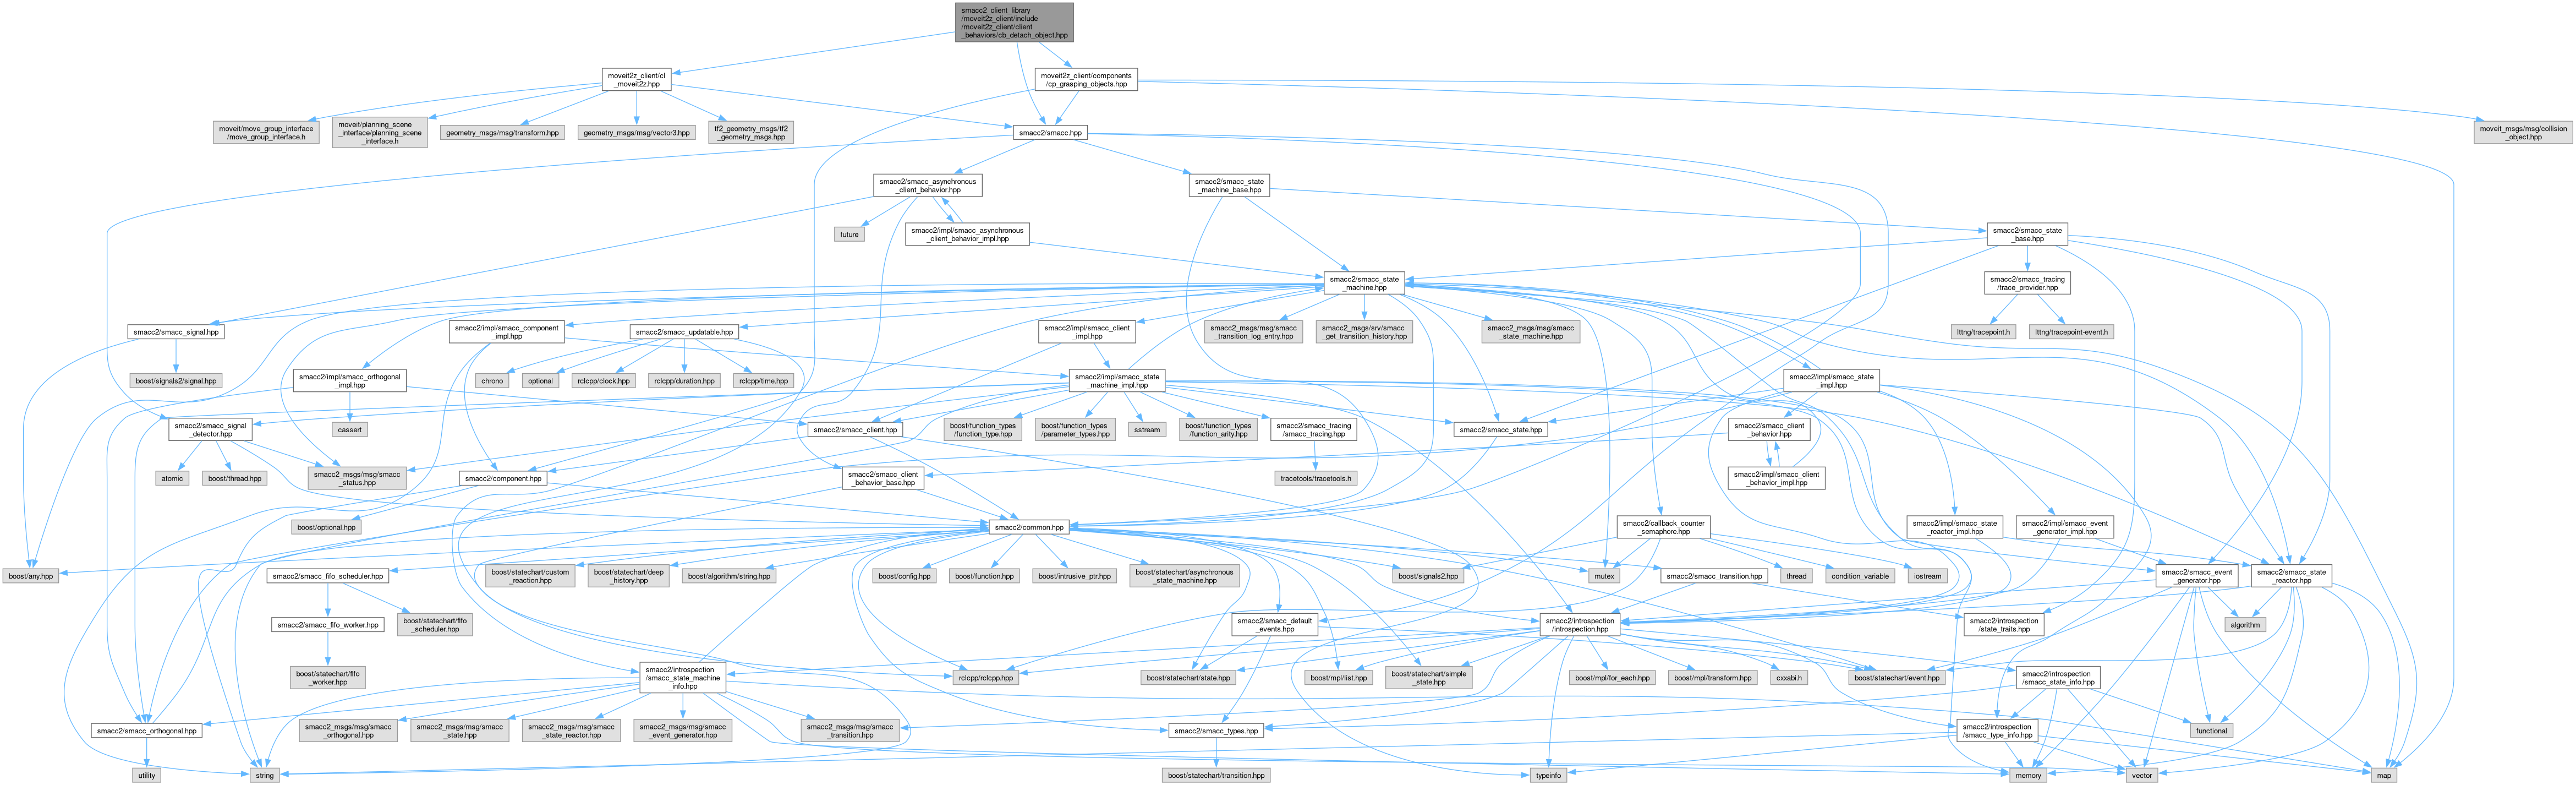 smacc2_client_library
/moveit2z_client/include
/moveit2z_client/client
_behaviors/cb_detach_object.hpp
moveit2z_client/cl
_moveit2z.hpp
moveit2z_client/components
/cp_grasping_objects.hpp
moveit/move_group_interface
/move_group_interface.h
moveit/planning_scene
_interface/planning_scene
_interface.h
geometry_msgs/msg/transform.hpp
geometry_msgs/msg/vector3.hpp
tf2_geometry_msgs/tf2
_geometry_msgs.hpp
smacc2/smacc.hpp
moveit_msgs/msg/collision
_object.hpp
smacc2/smacc_asynchronous
_client_behavior.hpp
smacc2/smacc_state
_machine_base.hpp
future
smacc2/impl/smacc_asynchronous
_client_behavior_impl.hpp
smacc2/smacc_state
_base.hpp
smacc2/smacc_state
_machine.hpp
smacc2/smacc_tracing
/trace_provider.hpp
smacc2/smacc_signal.hpp
smacc2/impl/smacc_component
_impl.hpp
smacc2/smacc_updatable.hpp
smacc2/impl/smacc_client
_impl.hpp
smacc2_msgs/msg/smacc
_transition_log_entry.hpp
smacc2_msgs/srv/smacc
_get_transition_history.hpp
smacc2_msgs/msg/smacc
_state_machine.hpp
lttng/tracepoint.h
lttng/tracepoint-event.h
boost/signals2/signal.hpp
smacc2/impl/smacc_orthogonal
_impl.hpp
chrono
optional
rclcpp/clock.hpp
rclcpp/duration.hpp
rclcpp/time.hpp
smacc2/impl/smacc_state
_machine_impl.hpp
smacc2/impl/smacc_state
_impl.hpp
smacc2/smacc_signal
_detector.hpp
cassert
smacc2/smacc_client.hpp
boost/function_types
/function_type.hpp
boost/function_types
/parameter_types.hpp
sstream
boost/function_types
/function_arity.hpp
smacc2/smacc_tracing
/smacc_tracing.hpp
smacc2/smacc_state.hpp
smacc2/smacc_client
_behavior.hpp
atomic
boost/thread.hpp
smacc2_msgs/msg/smacc
_status.hpp
smacc2/component.hpp
smacc2/smacc_client
_behavior_base.hpp
tracetools/tracetools.h
smacc2/impl/smacc_client
_behavior_impl.hpp
boost/optional.hpp
smacc2/common.hpp
smacc2/callback_counter
_semaphore.hpp
smacc2/impl/smacc_state
_reactor_impl.hpp
smacc2/impl/smacc_event
_generator_impl.hpp
boost/any.hpp
smacc2/smacc_fifo_scheduler.hpp
boost/statechart/custom
_reaction.hpp
boost/statechart/deep
_history.hpp
boost/algorithm/string.hpp
boost/config.hpp
boost/function.hpp
boost/intrusive_ptr.hpp
boost/statechart/asynchronous
_state_machine.hpp
boost/signals2.hpp
mutex
smacc2/smacc_transition.hpp
thread
condition_variable
iostream
smacc2/smacc_event
_generator.hpp
smacc2/smacc_state
_reactor.hpp
smacc2/smacc_fifo_worker.hpp
boost/statechart/fifo
_scheduler.hpp
smacc2/smacc_default
_events.hpp
smacc2/introspection
/introspection.hpp
smacc2/introspection
/state_traits.hpp
algorithm
boost/statechart/fifo
_worker.hpp
smacc2/introspection
/smacc_state_machine
_info.hpp
rclcpp/rclcpp.hpp
boost/statechart/state.hpp
boost/mpl/list.hpp
boost/statechart/simple
_state.hpp
boost/mpl/for_each.hpp
boost/mpl/transform.hpp
cxxabi.h
boost/statechart/event.hpp
smacc2/introspection
/smacc_state_info.hpp
smacc2/smacc_orthogonal.hpp
smacc2_msgs/msg/smacc
_orthogonal.hpp
smacc2_msgs/msg/smacc
_state.hpp
smacc2_msgs/msg/smacc
_state_reactor.hpp
smacc2_msgs/msg/smacc
_event_generator.hpp
smacc2_msgs/msg/smacc
_transition.hpp
smacc2/smacc_types.hpp
smacc2/introspection
/smacc_type_info.hpp
functional
utility
string
boost/statechart/transition.hpp
typeinfo
memory
vector
map